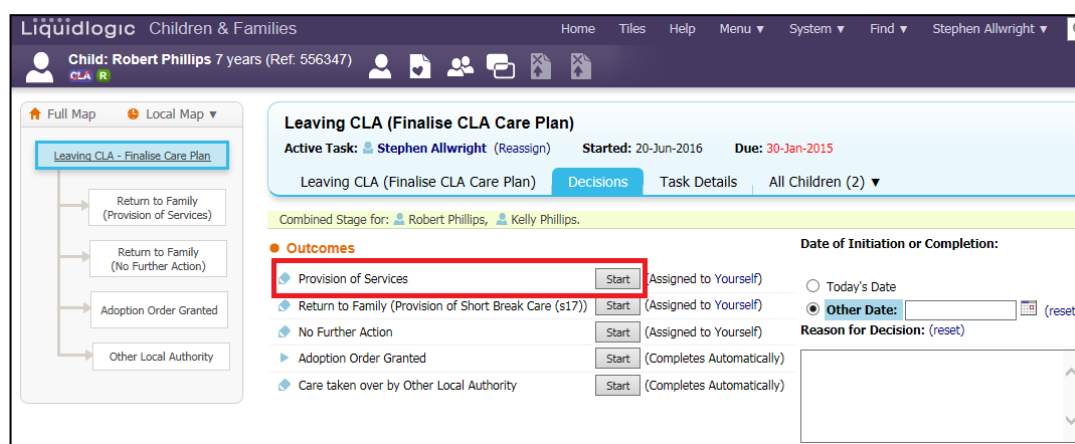 Liquidlogic Children & Families
Home Tiles Help Menu ▼ System ▼ Find ▼ Stephen Allwright ▼
Child: Robert Phillips 7 years (Ref: 556347)
CLA R
Full Map Local Map ▼
Leaving CLA - Finalise Care Plan
Return to Family
(Provision of Services)
Return to Family
(No Further Action)
Adoption Order Granted
Other Local Authority
Leaving CLA (Finalise CLA Care Plan)
Active Task: Stephen Allwright (Reassign) Started: 20-Jun-2016 Due: 30-Jan-2015
Leaving CLA (Finalise CLA Care Plan) Decisions Task Details All Children (2) ▼
Combined Stage for: Robert Phillips, Kelly Phillips.
Outcomes
Provision of Services Start (Assigned to Yourself)
Return to Family (Provision of Short Break Care (s17)) Start (Assigned to Yourself)
No Further Action Start (Assigned to Yourself)
Adoption Order Granted Start (Completes Automatically)
Care taken over by Other Local Authority Start (Completes Automatically)
Date of Initiation or Completion:
Today's Date
Other Date: (reset
Reason for Decision: (reset)